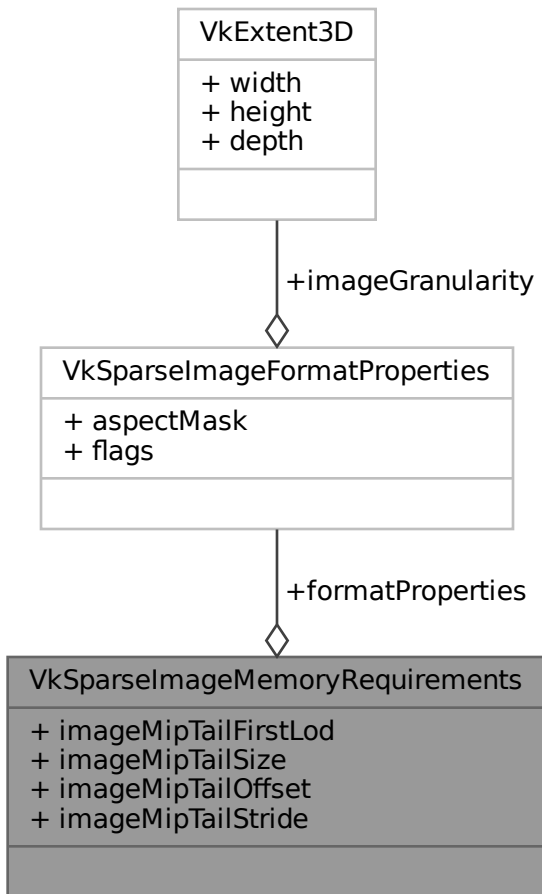 VkExtent3D
+ width
+ height
+ depth
+imageGranularity
VkSparseImageFormatProperties
+ aspectMask
+ flags
+formatProperties
VkSparseImageMemoryRequirements
+ imageMipTailFirstLod
+ imageMipTailSize
+ imageMipTailOffset
+ imageMipTailStride